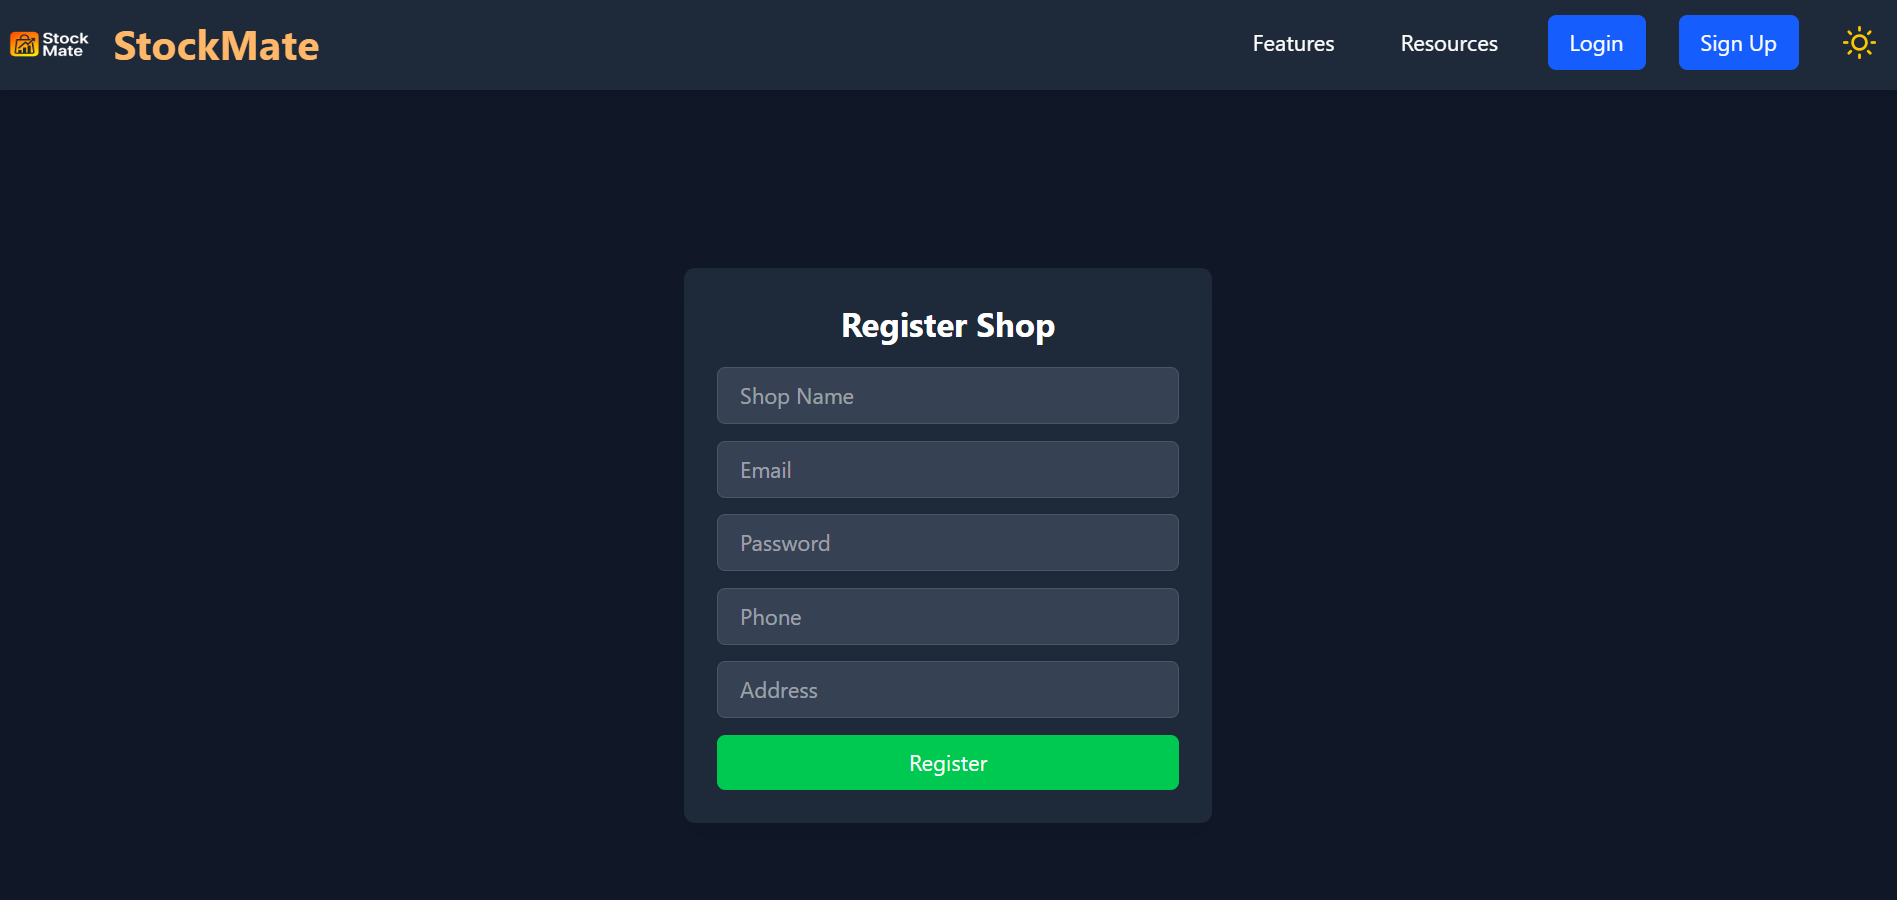 Stock
Mate
StockMate
Features
Resources
Login
Sign Up
Register Shop
Shop Name
Email
Password
Phone
Address
Register